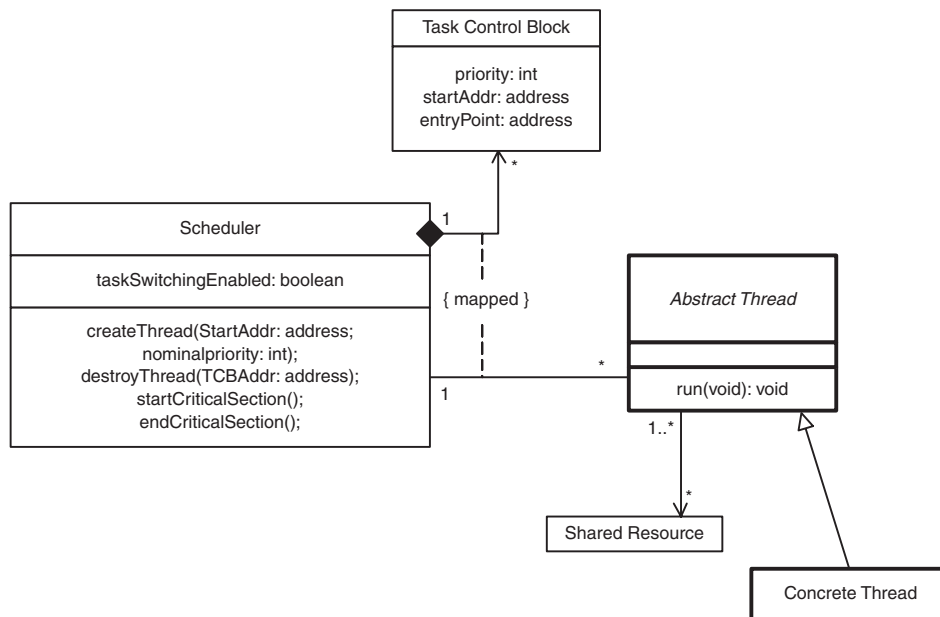 Task Control Block
priority: int
startAddr: address
entryPoint: address
*
1
Scheduler
taskSwitchingEnabled: boolean
createThread(StartAddr: address;
nominalpriority: int);
destroyThread(TCBAddr: address);
startCriticalSection();
endCriticalSection();
{ mapped }
1
*
Abstract Thread
run(void): void
1..*
*
Shared Resource
Concrete Thread